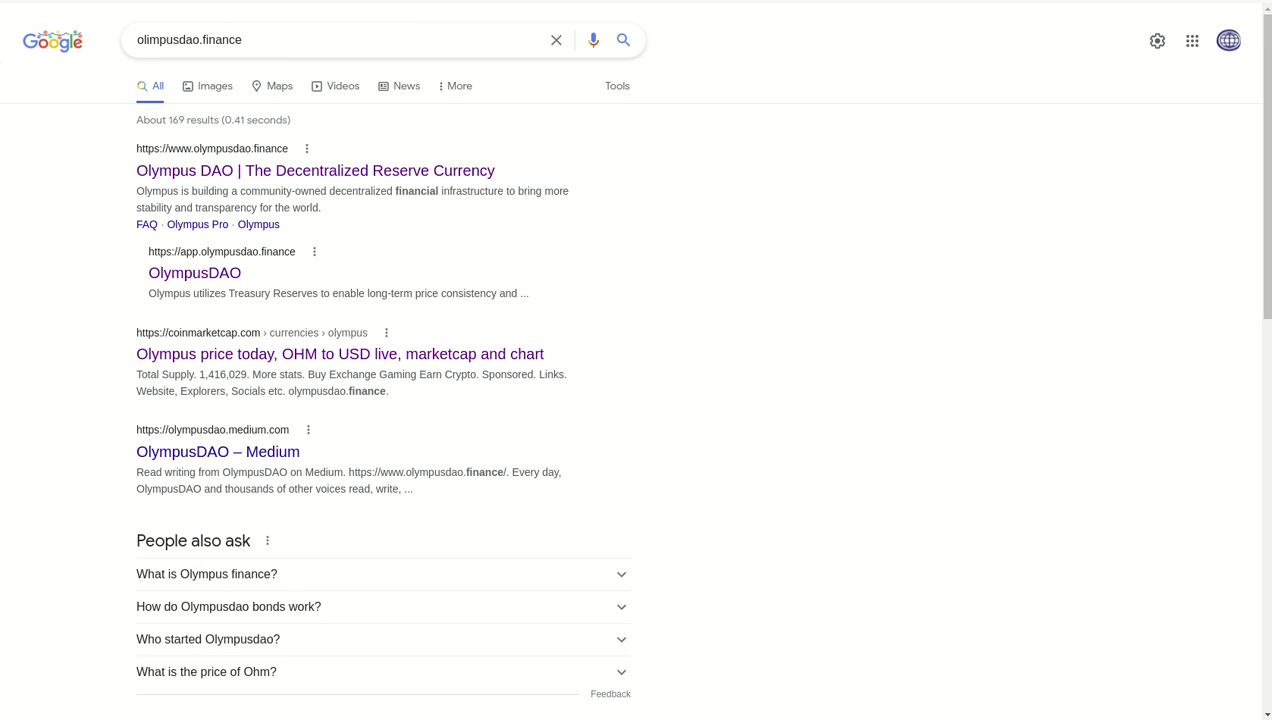 Google
olimpusdao.finance
All Images Maps Videos News More Tools
About 169 results (0.41 seconds)
https://www.olympusdao.finance
Olympus DAO | The Decentralized Reserve Currency
Olympus is building a community-owned decentralized financial infrastructure to bring more
stability and transparency for the world.
FAQ · Olympus Pro · Olympus
https://app.olympusdao.finance
OlympusDAO
Olympus utilizes Treasury Reserves to enable long-term price consistency and ...
https://coinmarketcap.com › currencies › olympus
Olympus price today, OHM to USD live, marketcap and chart
Total Supply. 1,416,029. More stats. Buy Exchange Gaming Earn Crypto. Sponsored. Links.
Website, Explorers, Socials etc. olympusdao.finance.
https://olympusdao.medium.com
OlympusDAO – Medium
Read writing from OlympusDAO on Medium. https://www.olympusdao.finance/. Every day,
OlympusDAO and thousands of other voices read, write, ...
People also ask
What is Olympus finance?
How do Olympusdao bonds work?
Who started Olympusdao?
What is the price of Ohm?
Feedback